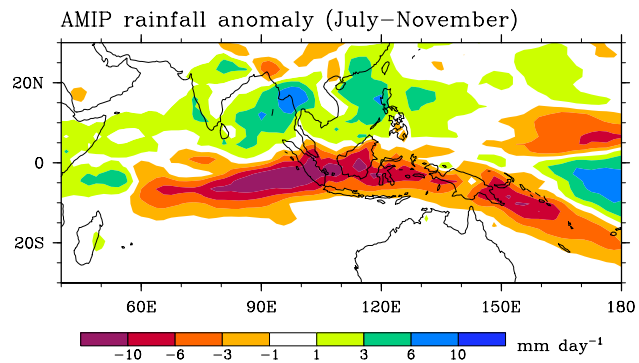 AMIP rainfall anomaly (July−November)
20N
0
20S
60E 90E 120E 150E 180
−10 −6 −3 −1 1 3 6 10 mm day⁻¹